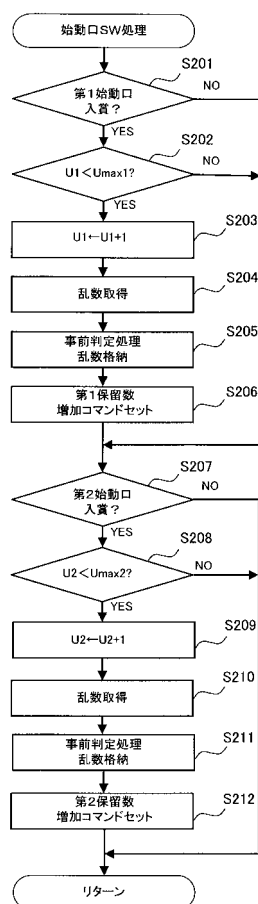 始動口SW処理
S201
第1始動口
入賞?
NO
YES
S202
U1<Umax1?
NO
YES
S203
U1←U1+1
S204
乱数取得
S205
事前判定処理
乱数格納
S206
第1保留数
増加コマンドセット
S207
第2始動口
入賞?
NO
YES
S208
U2<Umax2?
NO
YES
S209
U2←U2+1
S210
乱数取得
S211
事前判定処理
乱数格納
S212
第2保留数
増加コマンドセット
リターン